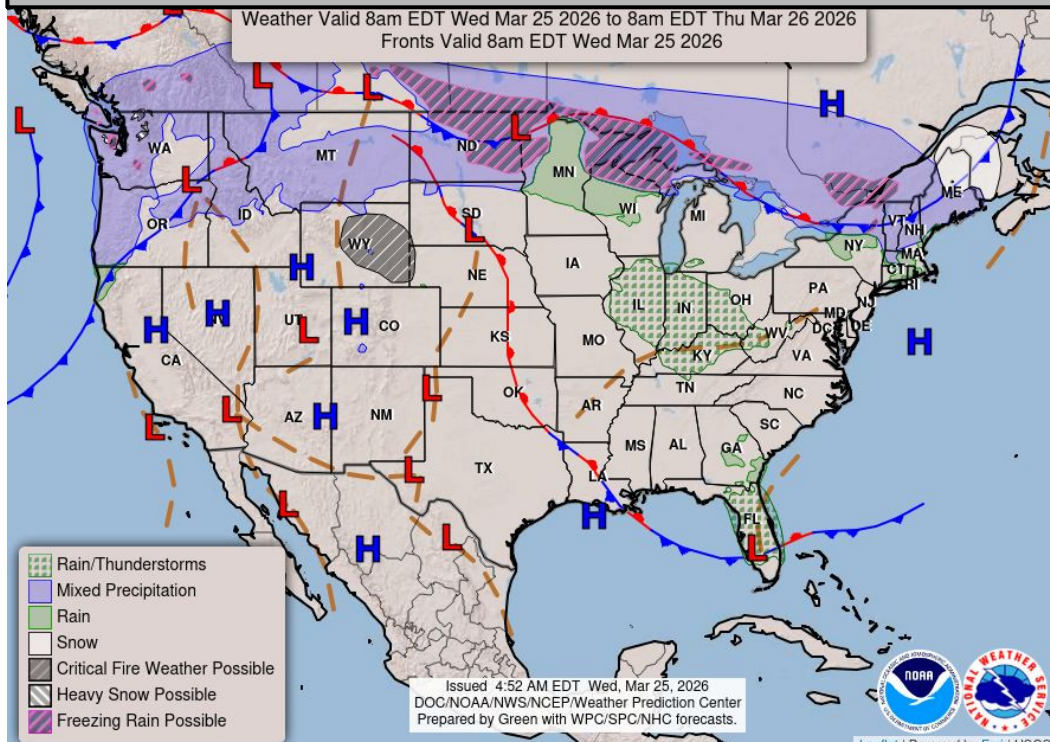 Weather Valid 8am EDT Wed Mar 25 2026 to 8am EDT Thu Mar 26 2026
Fronts Valid 8am EDT Wed Mar 25 2026
L
L
L
H
L
WA
MT
ND
L
MN
ME
L
OR
ID
SD
WI
MI
VT
NH
L
WY
NY
MA
CT
RI
H
NE
IA
PA
NJ
H
H
UT
L
H
CO
IL
IN
OH
MD
DE
DC
WV
H
CA
KS
MO
KY
VA
L
OK
TN
NC
L
AZ
H
NM
AR
SC
L
MS
AL
GA
L
TX
LA
L
H
FL
L
H
L
Rain/Thunderstorms
Mixed Precipitation
Rain
Snow
Critical Fire Weather Possible
Heavy Snow Possible
Freezing Rain Possible
Issued 4:52 AM EDT Wed, Mar 25, 2026
DOC/NOAA/NWS/NCEP/Weather Prediction Center
Prepared by Green with WPC/SPC/NHC forecasts.
NOAA
NATIONAL WEATHER SERVICE